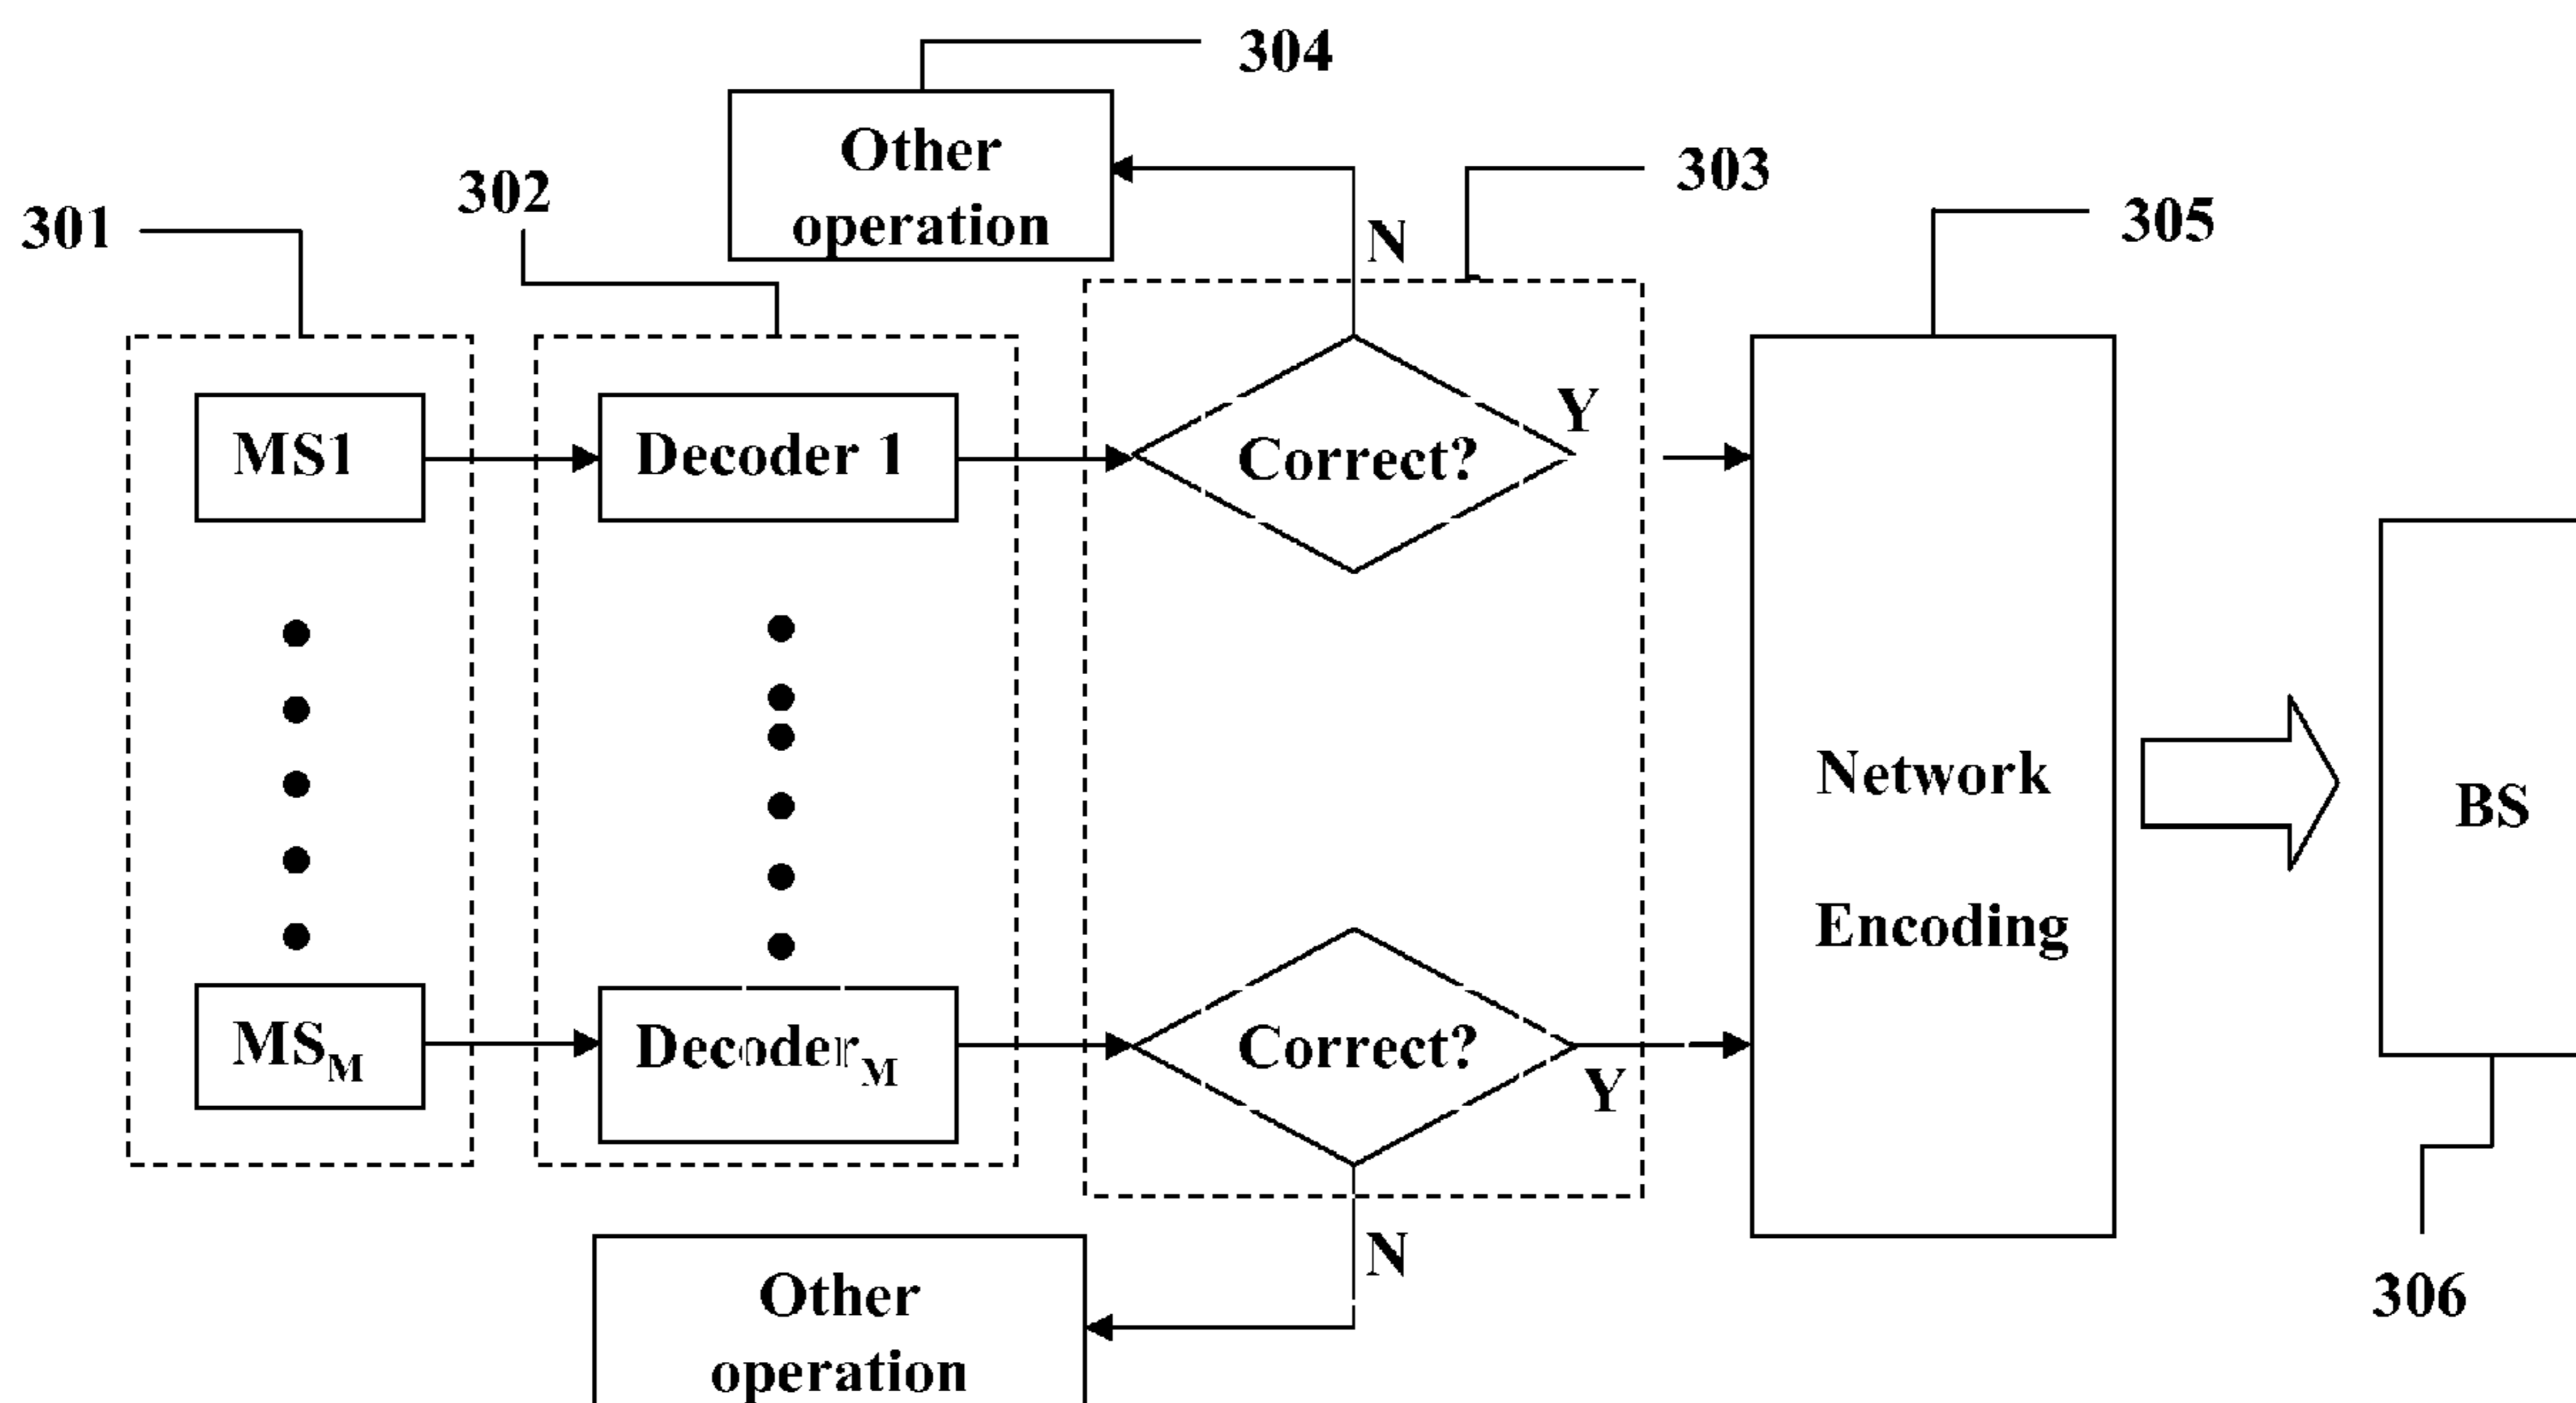 304
Other
operation
303
302
305
301
N
Y
MS1
Decoder 1
Correct?
Network
BS
Encoding
MSM
DecoderM
Correct?
Y
N
306
Other
operation